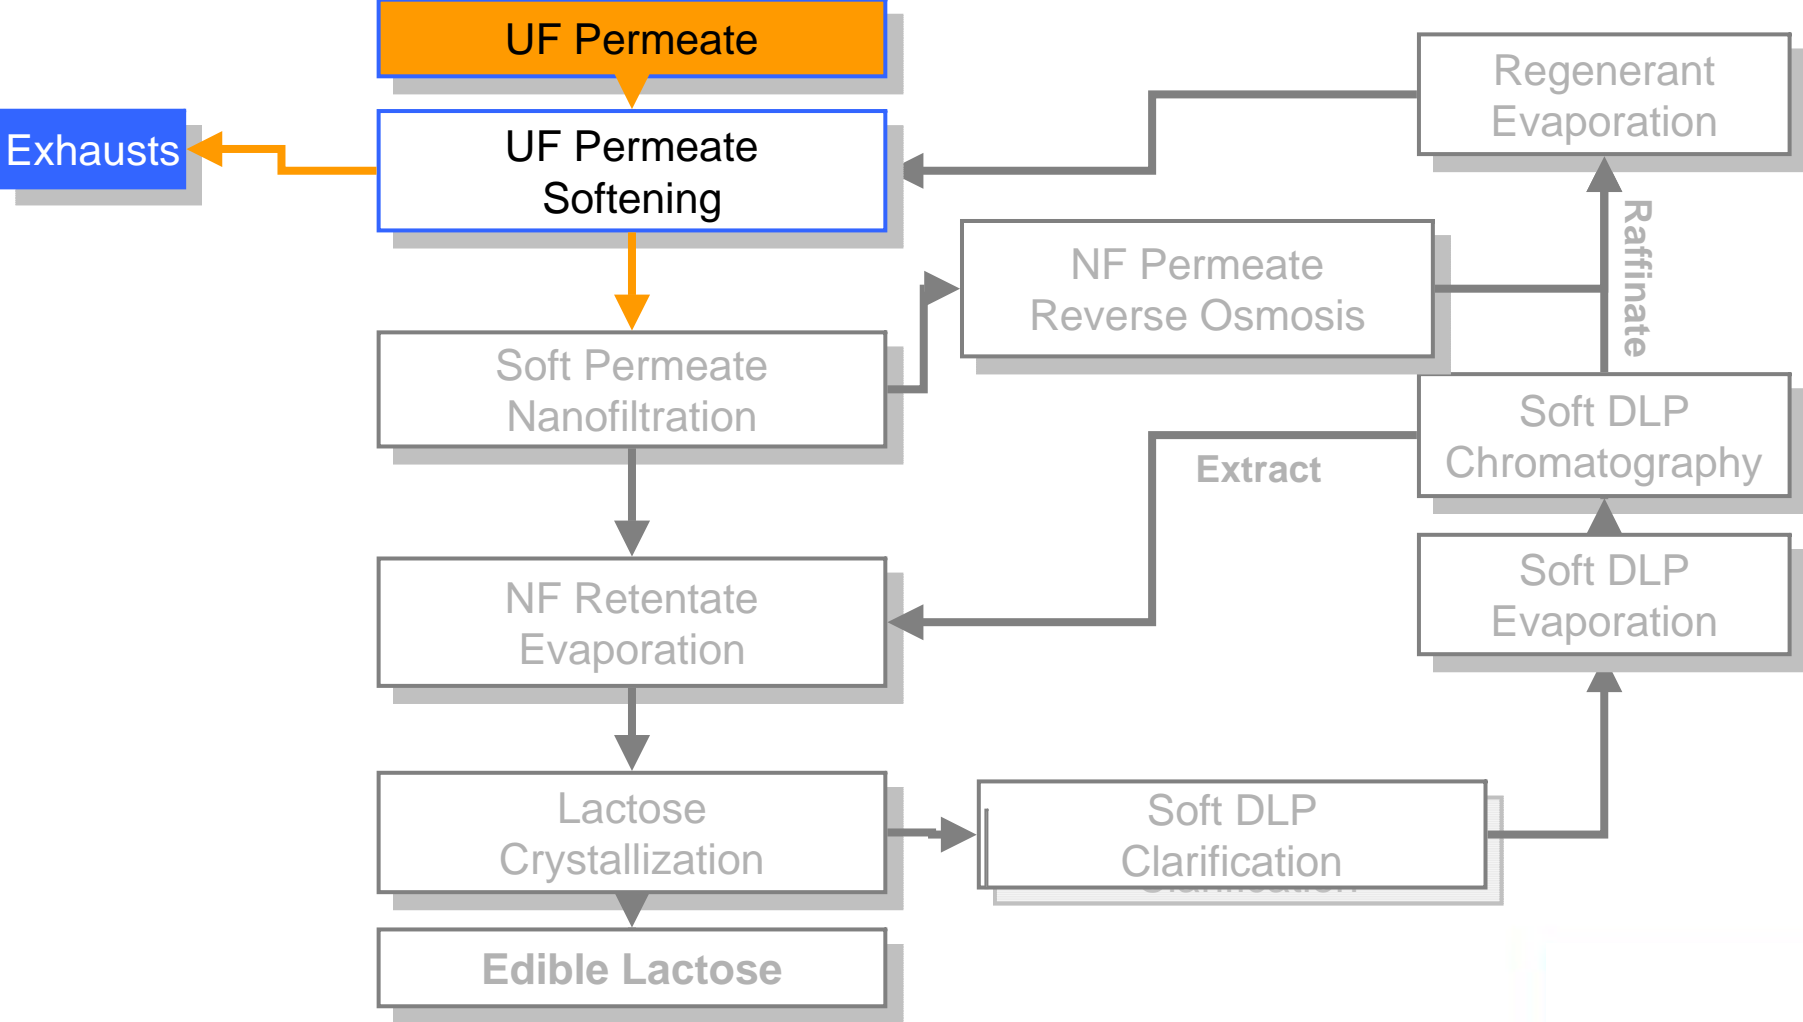 UF Permeate
Exhausts
UF Permeate
Softening
Regenerant
Evaporation
Raffinate
NF Permeate
Reverse Osmosis
Soft Permeate
Nanofiltration
Soft DLP
Chromatography
Extract
NF Retentate
Evaporation
Soft DLP
Evaporation
Lactose
Crystallization
Soft DLP
Clarification
Edible Lactose